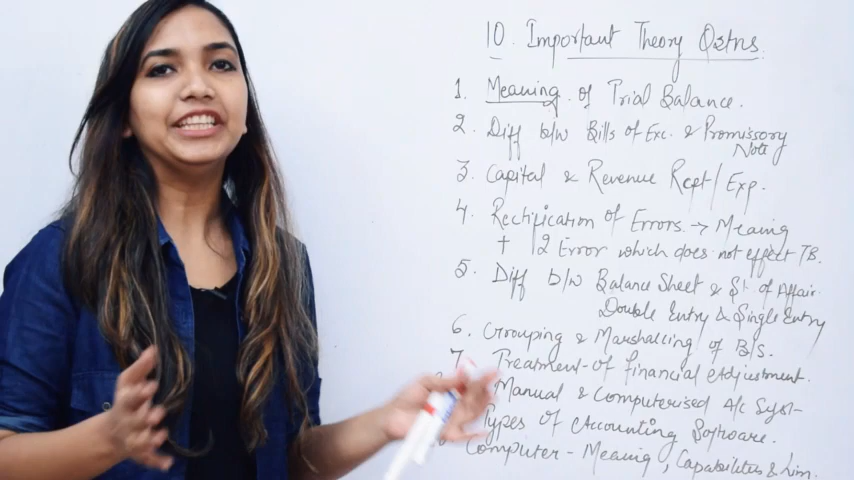 10. Important Theory Qstns.
1. Meaning of Trial Balance.
2. Diff b/w Bills of Exc. & Promissory
Note
3. Capital & Revenue Rcpt/Exp.
4. Rectification of Errors → Meaning
+ 12 Error which does not effect TB.
5. Diff b/w Balance Sheet & St. of Affair.
Double Entry & Single Entry
6. Grouping & Marshalling of B/S.
7. Treatment of financial Adjustment.
Manual & Computerised A/c Syst-
Types of Accounting Software.
Computer - Meaning, Capabilities & Lim.